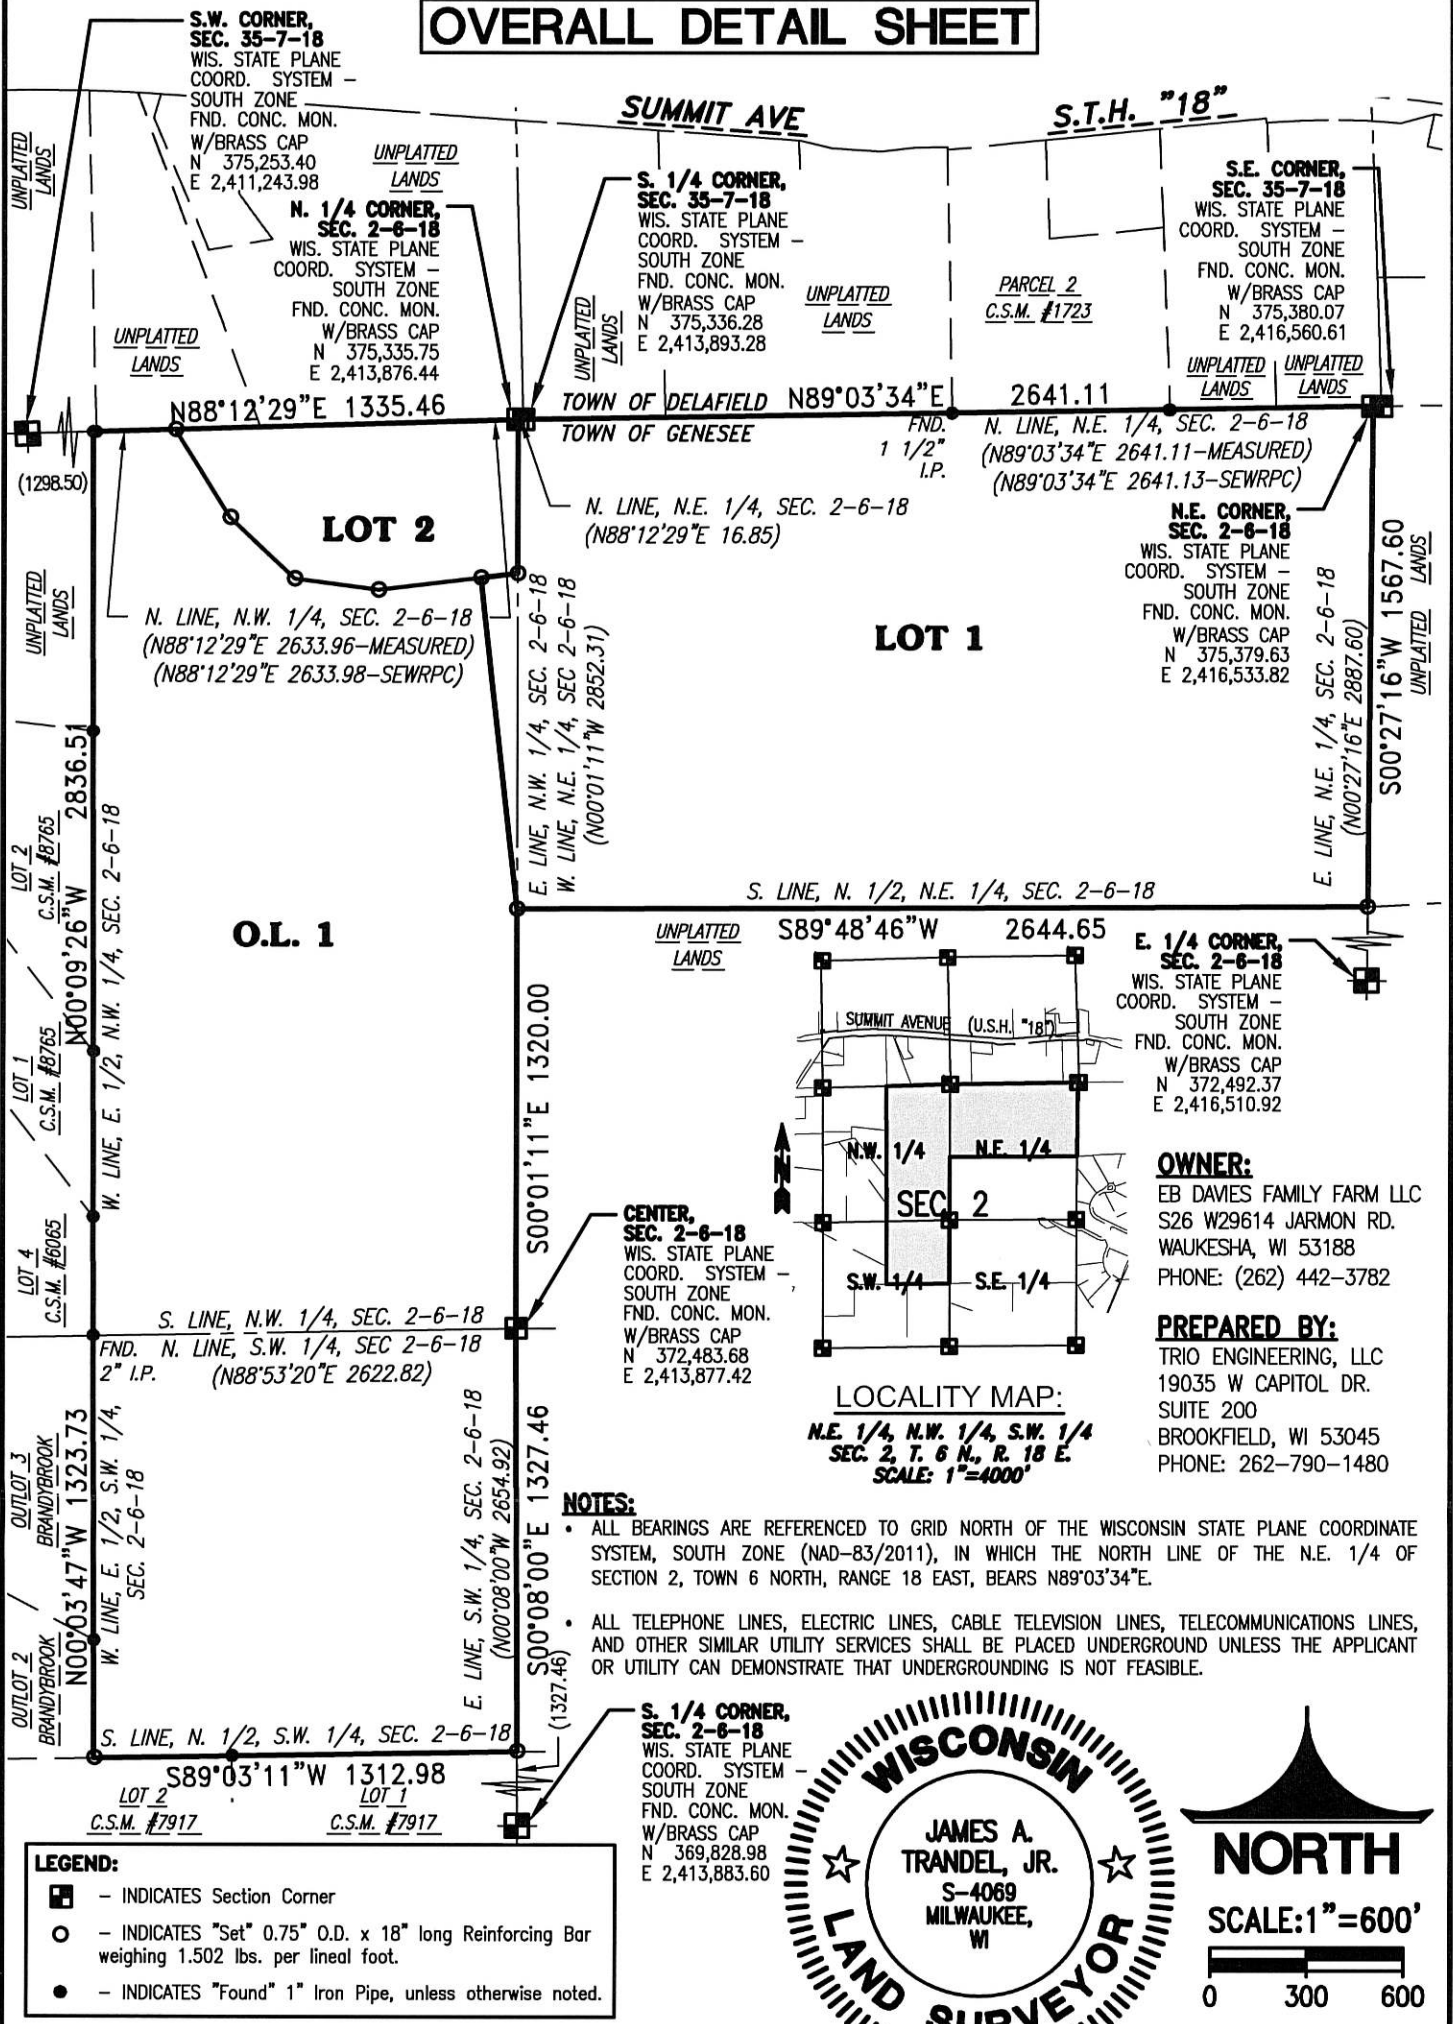 OVERALL DETAIL SHEET
S.W. CORNER,
SEC. 35-7-18
WIS. STATE PLANE
COORD. SYSTEM -
SOUTH ZONE
FND. CONC. MON.
W/BRASS CAP
N 375,253.40
E 2,411,243.98
SUMMIT AVE
S.T.H. "18"
UNPLATTED
LANDS
UNPLATTED
LANDS
N. 1/4 CORNER,
SEC. 2-6-18
WIS. STATE PLANE
COORD. SYSTEM -
SOUTH ZONE
FND. CONC. MON.
W/BRASS CAP
N 375,335.75
E 2,413,876.44
S. 1/4 CORNER,
SEC. 35-7-18
WIS. STATE PLANE
COORD. SYSTEM -
SOUTH ZONE
FND. CONC. MON.
W/BRASS CAP
N 375,336.28
E 2,413,893.28
S.E. CORNER,
SEC. 35-7-18
WIS. STATE PLANE
COORD. SYSTEM -
SOUTH ZONE
FND. CONC. MON.
W/BRASS CAP
N 375,380.07
E 2,416,560.61
UNPLATTED
LANDS
UNPLATTED
LANDS
UNPLATTED
LANDS
PARCEL 2
C.S.M. #1723
UNPLATTED
LANDS
UNPLATTED
LANDS
N88°12'29"E 1335.46
TOWN OF DELAFIELD
TOWN OF GENESEE
N89°03'34"E 2641.11
FND.
1 1/2"
I.P.
N. LINE, N.E. 1/4, SEC. 2-6-18
(N89°03'34"E 2641.11-MEASURED)
(N89°03'34"E 2641.13-SEWRPC)
(1298.50)
LOT 2
N. LINE, N.E. 1/4, SEC. 2-6-18
(N88°12'29"E 16.85)
N.E. CORNER,
SEC. 2-6-18
WIS. STATE PLANE
COORD. SYSTEM -
SOUTH ZONE
FND. CONC. MON.
W/BRASS CAP
N 375,379.63
E 2,416,533.82
N. LINE, N.W. 1/4, SEC. 2-6-18
(N88°12'29"E 2633.96-MEASURED)
(N88°12'29"E 2633.98-SEWRPC)
LOT 1
UNPLATTED
LANDS
E. LINE, N.W. 1/4, SEC. 2-6-18
W. LINE, N.E. 1/4, SEC 2-6-18
(N00°01'11"W 2852.31)
E. LINE, N.E. 1/4, SEC. 2-6-18
(N00°27'16"E 2887.60)
S00°27'16"W 1567.60
UNPLATTED LANDS
LOT 2
C.S.M. #8765
N00°09'26"W 2836.51
W. LINE, E. 1/2, N.W. 1/4, SEC. 2-6-18
O.L. 1
S. LINE, N. 1/2, N.E. 1/4, SEC. 2-6-18
S89°48'46"W 2644.65
UNPLATTED
LANDS
E. 1/4 CORNER,
SEC. 2-6-18
WIS. STATE PLANE
COORD. SYSTEM -
SOUTH ZONE
FND. CONC. MON.
W/BRASS CAP
N 372,492.37
E 2,416,510.92
LOT 1
C.S.M. #8765
S00°01'11"E 1320.00
SUMMIT AVENUE (U.S.H. "18")
N
N.W. 1/4
N.E. 1/4
SEC 2
S.W. 1/4
S.E. 1/4
LOCALITY MAP:
N.E. 1/4, N.W. 1/4, S.W. 1/4
SEC. 2, T. 6 N., R. 18 E.
SCALE: 1"=4000'
OWNER:
EB DAVIES FAMILY FARM LLC
S26 W29614 JARMON RD.
WAUKESHA, WI 53188
PHONE: (262) 442-3782
PREPARED BY:
TRIO ENGINEERING, LLC
19035 W CAPITOL DR.
SUITE 200
BROOKFIELD, WI 53045
PHONE: 262-790-1480
CENTER,
SEC. 2-6-18
WIS. STATE PLANE
COORD. SYSTEM -
SOUTH ZONE
FND. CONC. MON.
W/BRASS CAP
N 372,483.68
E 2,413,877.42
LOT 4
C.S.M. #6065
S. LINE, N.W. 1/4, SEC. 2-6-18
FND.
2" I.P.
N. LINE, S.W. 1/4, SEC 2-6-18
(N88°53'20"E 2622.82)
OUTLOT 3
BRANDYBROOK
OUTLOT 2
BRANDYBROOK
N00°03'47"W 1323.73
W. LINE, E. 1/2, S.W. 1/4,
SEC. 2-6-18
E. LINE, S.W. 1/4, SEC. 2-6-18
(N00°08'00"W 2654.92)
S00°08'00"E 1327.46
(1327.46)
NOTES:
• ALL BEARINGS ARE REFERENCED TO GRID NORTH OF THE WISCONSIN STATE PLANE COORDINATE
SYSTEM, SOUTH ZONE (NAD-83/2011), IN WHICH THE NORTH LINE OF THE N.E. 1/4 OF
SECTION 2, TOWN 6 NORTH, RANGE 18 EAST, BEARS N89°03'34"E.
• ALL TELEPHONE LINES, ELECTRIC LINES, CABLE TELEVISION LINES, TELECOMMUNICATIONS LINES,
AND OTHER SIMILAR UTILITY SERVICES SHALL BE PLACED UNDERGROUND UNLESS THE APPLICANT
OR UTILITY CAN DEMONSTRATE THAT UNDERGROUNDING IS NOT FEASIBLE.
S. LINE, N. 1/2, S.W. 1/4, SEC. 2-6-18
S89°03'11"W 1312.98
LOT 2
C.S.M. #7917
LOT 1
C.S.M. #7917
S. 1/4 CORNER,
SEC. 2-6-18
WIS. STATE PLANE
COORD. SYSTEM -
SOUTH ZONE
FND. CONC. MON.
W/BRASS CAP
N 369,828.98
E 2,413,883.60
LEGEND:
- INDICATES Section Corner
- INDICATES "Set" 0.75" O.D. x 18" long Reinforcing Bar
weighing 1.502 lbs. per lineal foot.
- INDICATES "Found" 1" Iron Pipe, unless otherwise noted.
WISCONSIN
JAMES A.
TRANDEL, JR.
S-4069
MILWAUKEE,
WI
LAND SURVEYOR
NORTH
SCALE:1"=600'
0 300 600